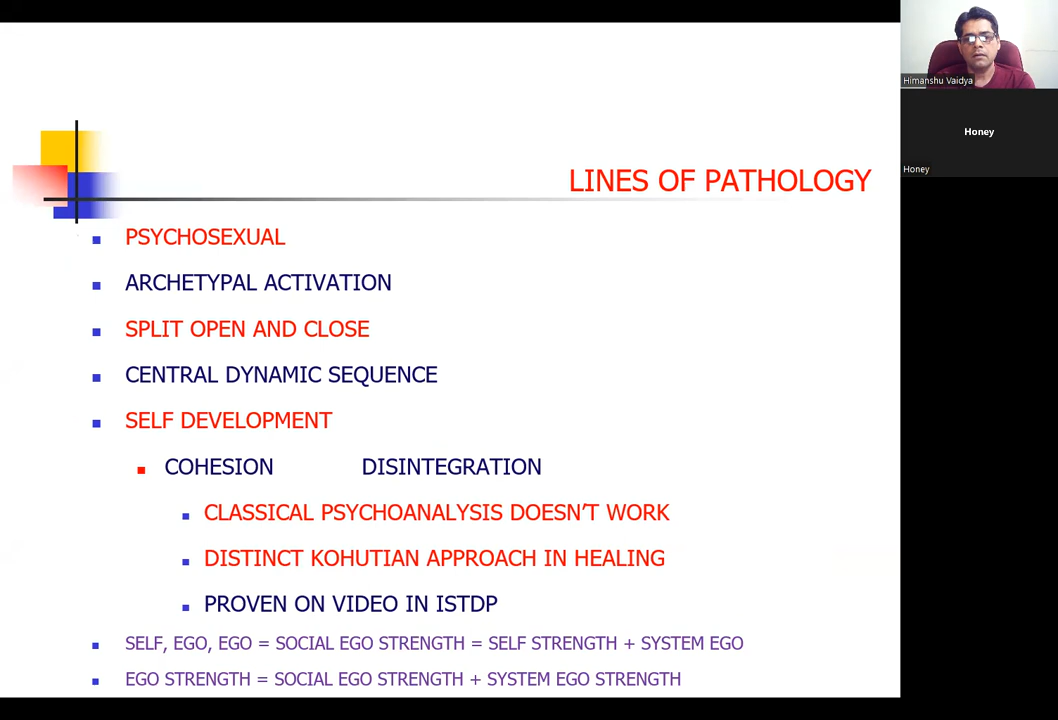 LINES OF PATHOLOGY
PSYCHOSEXUAL
ARCHETYPAL ACTIVATION
SPLIT OPEN AND CLOSE
CENTRAL DYNAMIC SEQUENCE
SELF DEVELOPMENT
COHESION DISINTEGRATION
CLASSICAL PSYCHOANALYSIS DOESN'T WORK
DISTINCT KOHUTIAN APPROACH IN HEALING
PROVEN ON VIDEO IN ISTDP
SELF, EGO, EGO = SOCIAL EGO STRENGTH = SELF STRENGTH + SYSTEM EGO
EGO STRENGTH = SOCIAL EGO STRENGTH + SYSTEM EGO STRENGTH
Himanshu Vaidya
Honey
Honey